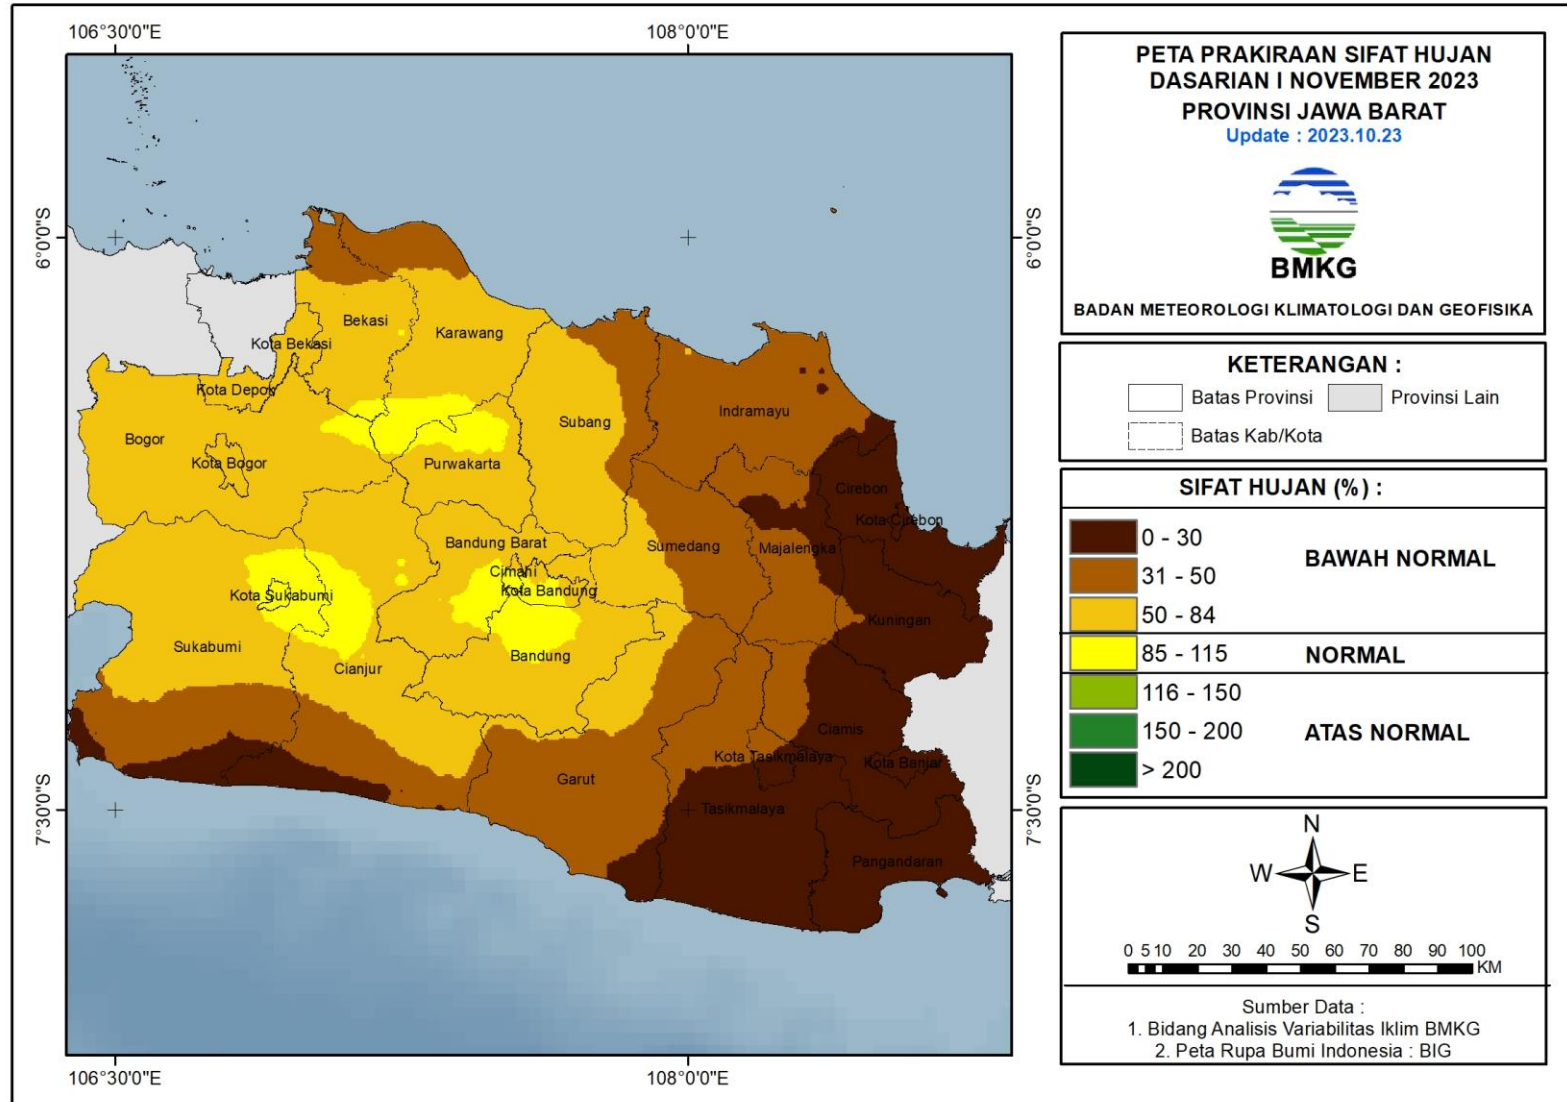 106°30'0"E
108°0'0"E
6°0'0"S
6°0'0"S
7°30'0"S
7°30'0"S
106°30'0"E
108°0'0"E
Bekasi
Karawang
Kota Bekasi
Kota Depok
Bogor
Kota Bogor
Purwakarta
Subang
Indramayu
Cirebon
Kota Cirebon
Bandung Barat
Sumedang
Majalengka
Cimahi
Kota Bandung
Kota Sukabumi
Kuningan
Sukabumi
Cianjur
Bandung
Ciamis
Kota Tasikmalaya
Kota Banjar
Garut
Tasikmalaya
Pangandaran
PETA PRAKIRAAN SIFAT HUJAN
DASARIAN I NOVEMBER 2023
PROVINSI JAWA BARAT
Update : 2023.10.23
BMKG
BADAN METEOROLOGI KLIMATOLOGI DAN GEOFISIKA
KETERANGAN :
Batas Provinsi
Provinsi Lain
Batas Kab/Kota
SIFAT HUJAN (%) :
0 - 30
31 - 50
50 - 84
BAWAH NORMAL
85 - 115
NORMAL
116 - 150
150 - 200
> 200
ATAS NORMAL
N
W
E
S
0 5 10 20 30 40 50 60 70 80 90 100
KM
Sumber Data :
1. Bidang Analisis Variabilitas Iklim BMKG
2. Peta Rupa Bumi Indonesia : BIG